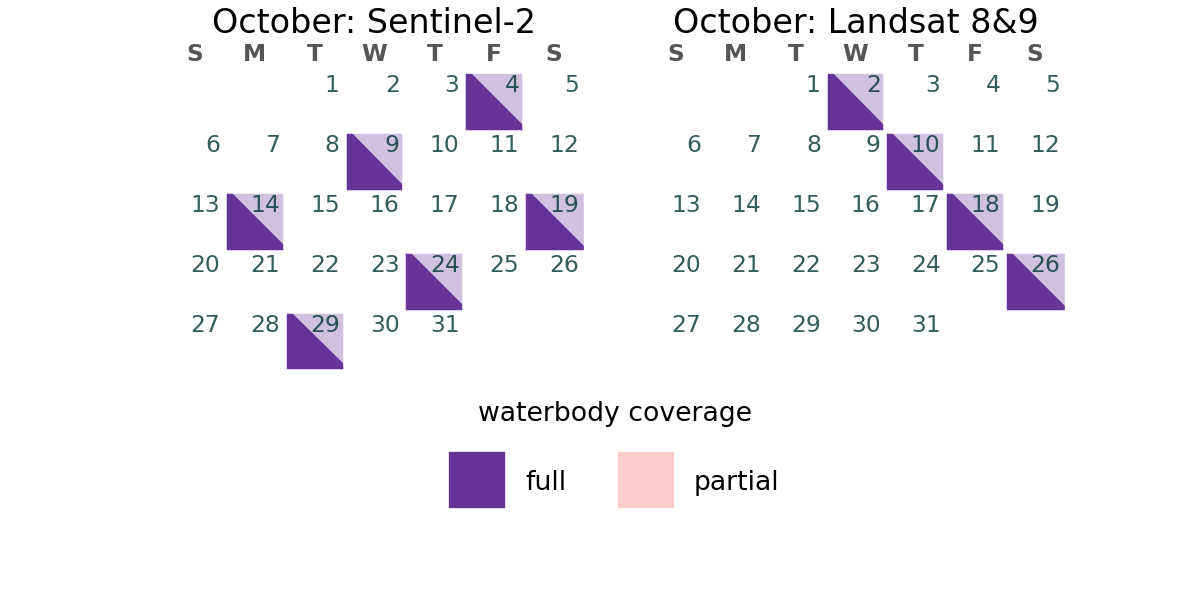 October: Sentinel-2
S M T W T F S
1 2 3 4 5
6 7 8 9 10 11 12
13 14 15 16 17 18 19
20 21 22 23 24 25 26
27 28 29 30 31
October: Landsat 8&9
S M T W T F S
1 2 3 4 5
6 7 8 9 10 11 12
13 14 15 16 17 18 19
20 21 22 23 24 25 26
27 28 29 30 31
waterbody coverage
full partial